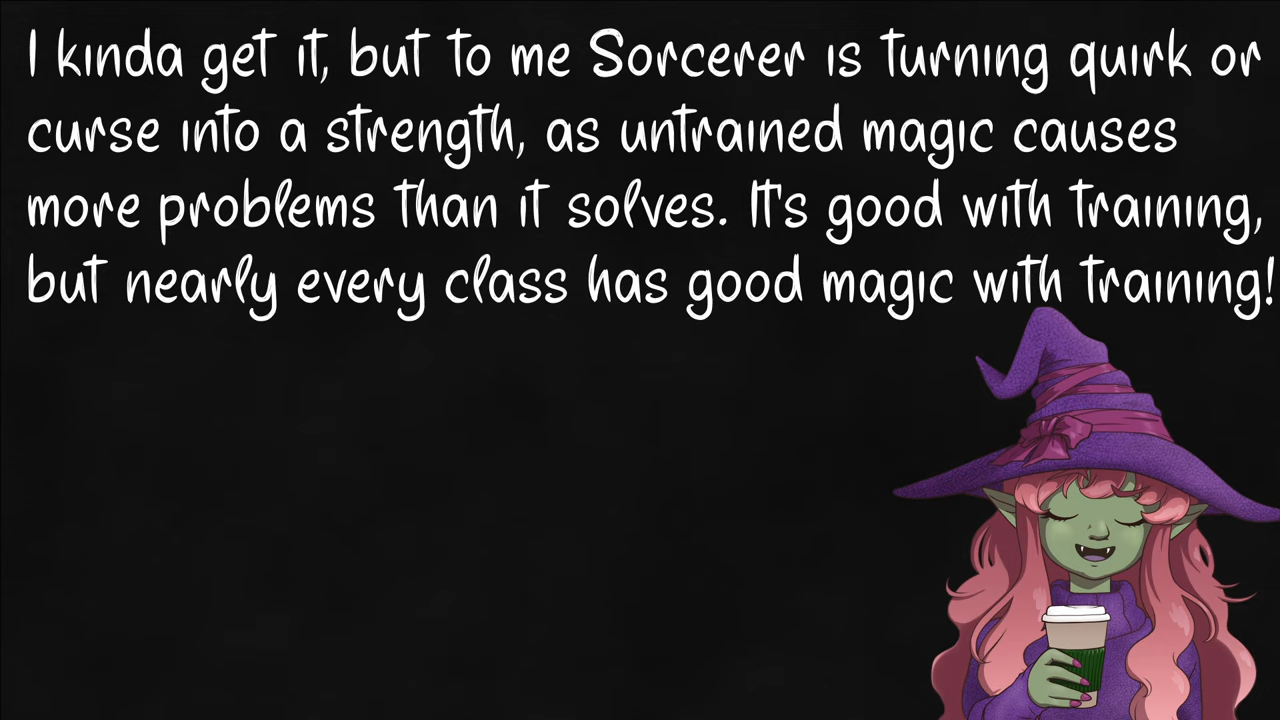 I kinda get it, but to me Sorcerer is turning quirk or
curse into a strength, as untrained magic causes
more problems than it solves. It's good with training,
but nearly every class has good magic with training!